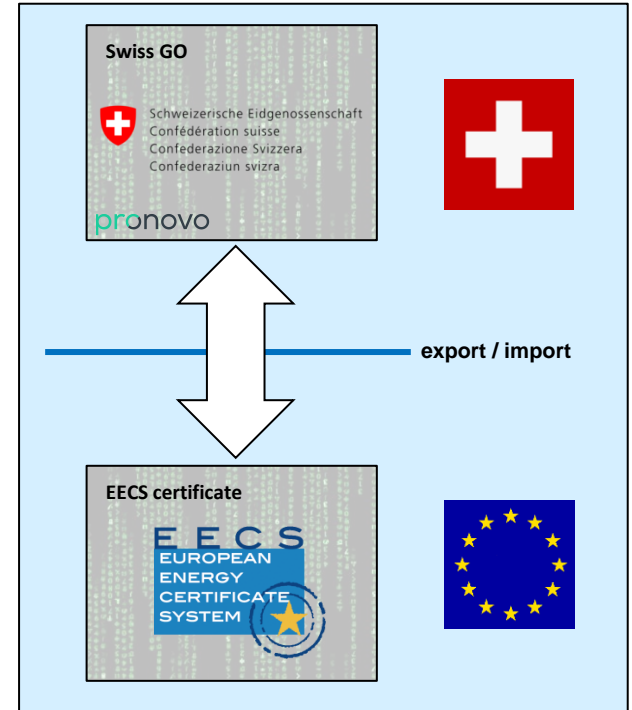 Swiss GO
Schweizerische Eidgenossenschaft
Confédération suisse
Confederazione Svizzera
Confederaziun svizra
pronovo
export / import
EECS certificate
EECS
EUROPEAN
ENERGY
CERTIFICATE
SYSTEM